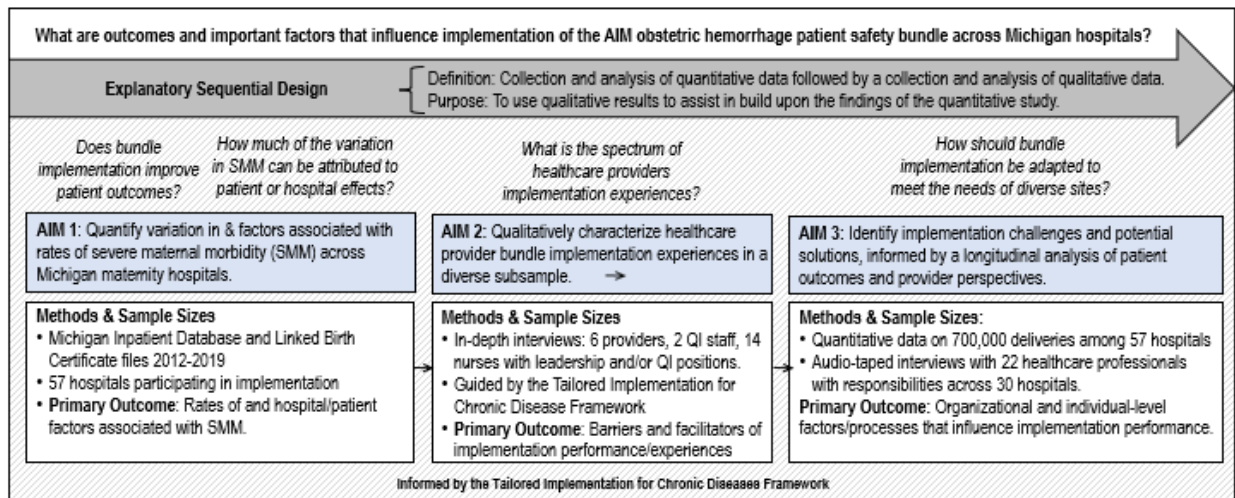 What are outcomes and important factors that influence implementation of the AIM obstetric hemorrhage patient safety bundle across Michigan hospitals?
Explanatory Sequential Design
Definition: Collection and analysis of quantitative data followed by a collection and analysis of qualitative data.
Purpose: To use qualitative results to assist in build upon the findings of the quantitative study.
Does bundle
implementation improve
patient outcomes?
How much of the variation
in SMM can be attributed to
patient or hospital effects?
What is the spectrum of
healthcare providers
implementation experiences?
How should bundle
implementation be adapted to
meet the needs of diverse sites?
AIM 1: Quantify variation in & factors associated with
rates of severe maternal morbidity (SMM) across
Michigan maternity hospitals.
AIM 2: Qualitatively characterize healthcare
provider bundle implementation experiences in a
diverse subsample. →
AIM 3: Identify implementation challenges and potential
solutions, informed by a longitudinal analysis of patient
outcomes and provider perspectives.
Methods & Sample Sizes
• Michigan Inpatient Database and Linked Birth
Certificate files 2012-2019
• 57 hospitals participating in implementation
• Primary Outcome: Rates of and hospital/patient
factors associated with SMM.
Methods & Sample Sizes
• In-depth interviews: 6 providers, 2 QI staff, 14
nurses with leadership and/or QI positions.
• Guided by the Tailored Implementation for
Chronic Disease Framework
• Primary Outcome: Barriers and facilitators of
implementation performance/experiences
Methods & Sample Sizes:
• Quantitative data on 700,000 deliveries among 57 hospitals
• Audio-taped interviews with 22 healthcare professionals
with responsibilities across 30 hospitals.
Primary Outcome: Organizational and individual-level
factors/processes that influence implementation performance.
Informed by the Tailored Implementation for Chronic Diseases Framework